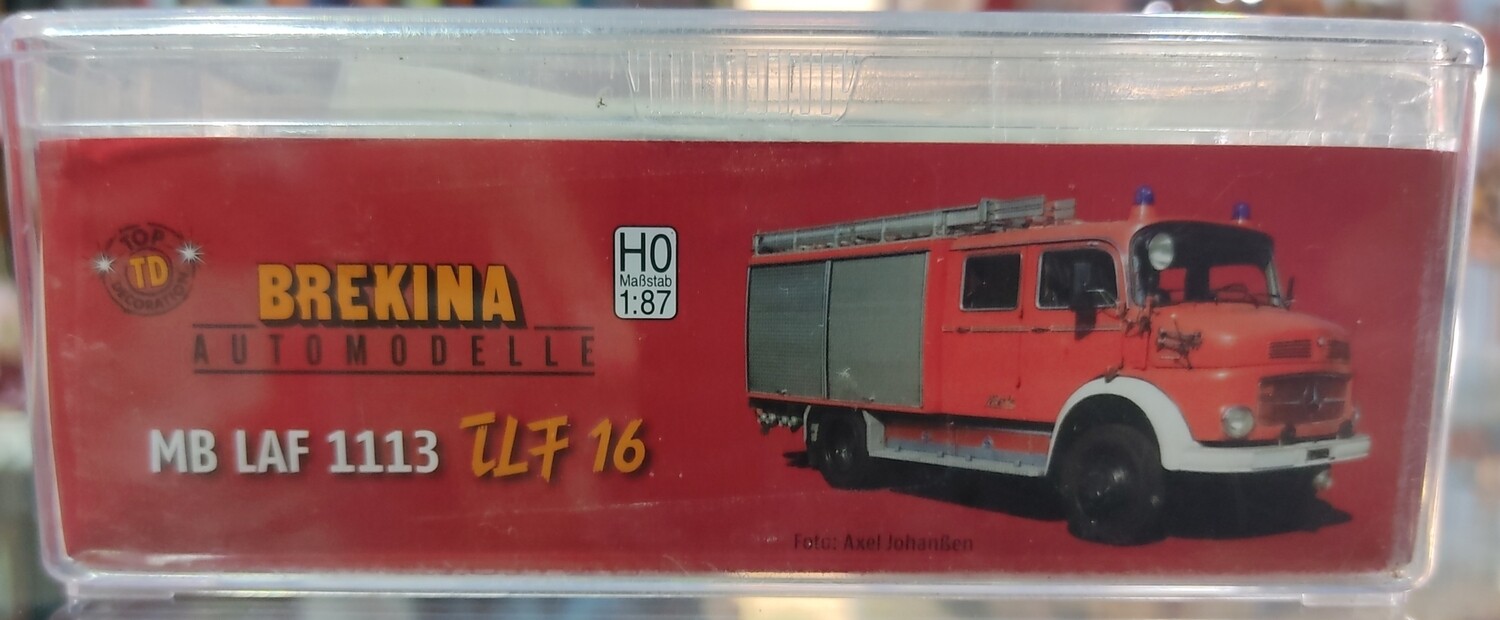 TOP
TD
DECORATION
BREKINA
AUTOMODELLE
H0
Maßstab
1:87
MB LAF 1113 TLF 16
Foto: Axel Johanßen